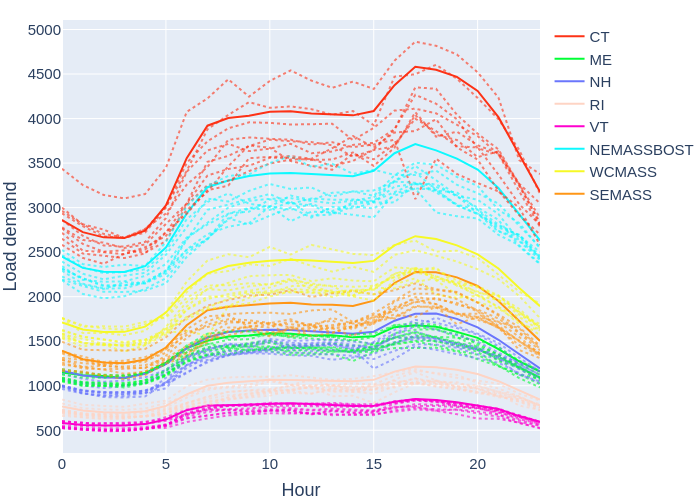 5000
4500
4000
3500
3000
2500
2000
1500
1000
500
0
5
10
15
20
Load demand
Hour
CT
ME
NH
RI
VT
NEMASSBOST
WCMASS
SEMASS